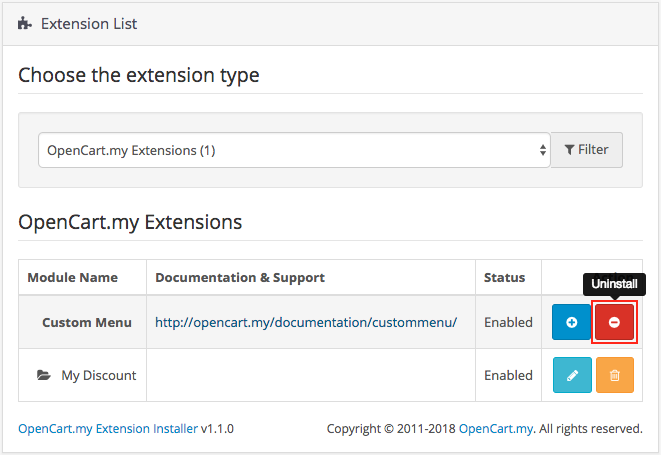 Extension List
Choose the extension type
OpenCart.my Extensions (1)
Filter
OpenCart.my Extensions
Uninstall
Module Name Documentation & Support Status
Custom Menu http://opencart.my/documentation/custommenu/ Enabled
My Discount Enabled
OpenCart.my Extension Installer v1.1.0 Copyright © 2011-2018 OpenCart.my. All rights reserved.